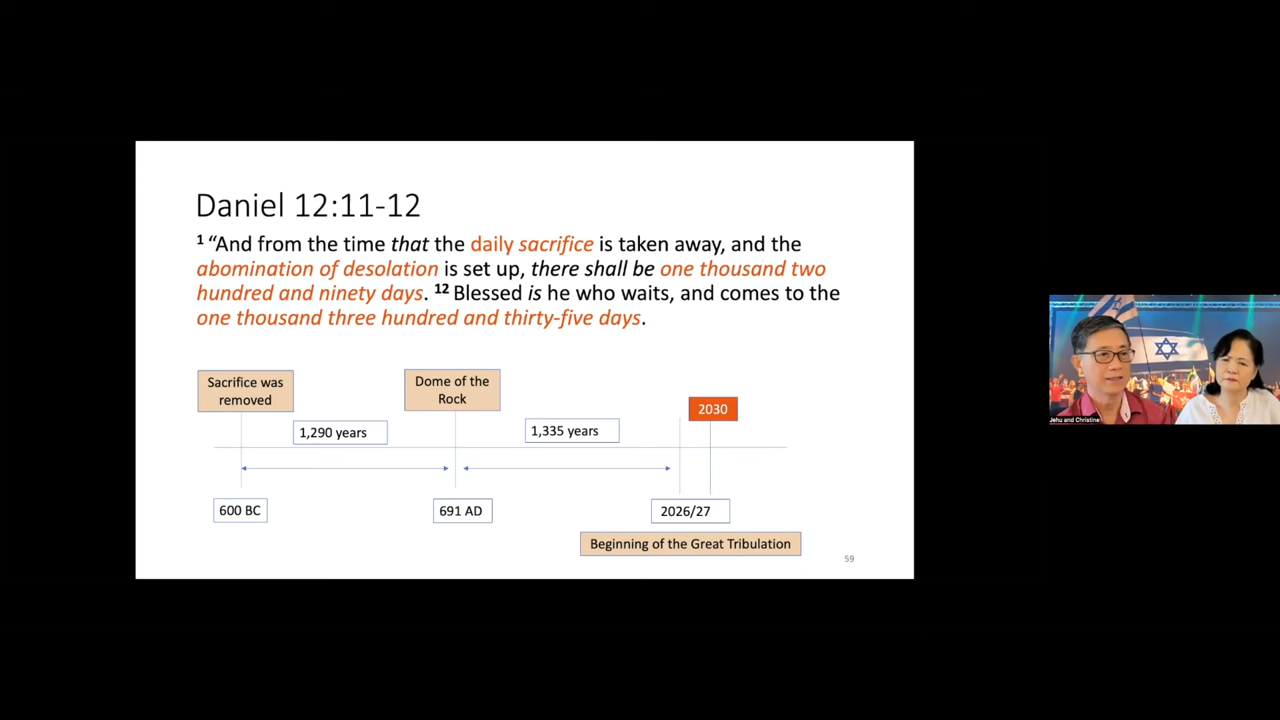 Daniel 12:11-12
1 “And from the time that the daily sacrifice is taken away, and the
abomination of desolation is set up, there shall be one thousand two
hundred and ninety days. 12 Blessed is he who waits, and comes to the
one thousand three hundred and thirty-five days.
Sacrifice was
removed
Dome of the
Rock
2030
1,290 years
1,335 years
600 BC
691 AD
2026/27
Beginning of the Great Tribulation
59
Jehu and Christine